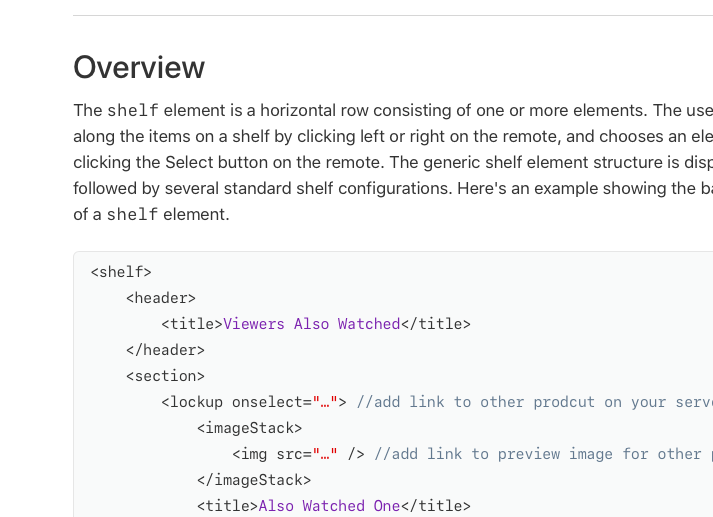 Overview
The shelf element is a horizontal row consisting of one or more elements. The use
along the items on a shelf by clicking left or right on the remote, and chooses an ele
clicking the Select button on the remote. The generic shelf element structure is disp
followed by several standard shelf configurations. Here's an example showing the ba
of a shelf element.
<shelf>
    <header>
        <title>Viewers Also Watched</title>
    </header>
    <section>
        <lockup onselect="…"> //add link to other prodcut on your serve
            <imageStack>
                <img src="…" /> //add link to preview image for other p
            </imageStack>
            <title>Also Watched One</title>